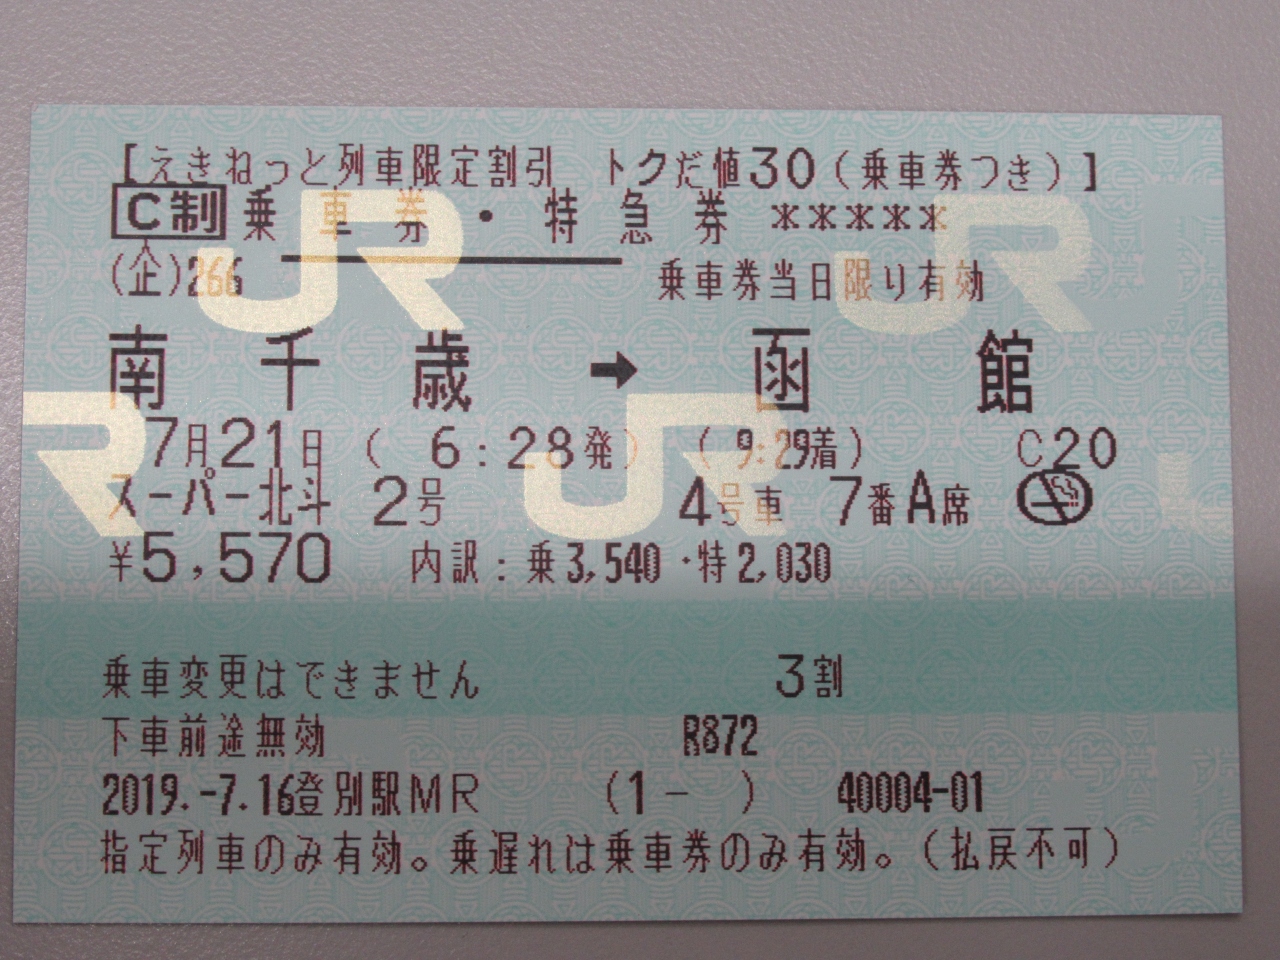 【えきねっと列車限定割引 トクだ値30(乗車券つき)】
C制 乗車券・特急券 *****
(企)266 乗車券当日限り有効
南千歳 → 函館
7月21日 ( 6:28発) ( 9:29着) C20
スーパー北斗 2号 4号車 7番A席
¥5,570 内訳:乗3,540・特2,030
乗車変更はできません 3割
下車前途無効 R872
2019.-7.16登別駅MR (1- ) 40004-01
指定列車のみ有効。乗遅れは乗車券のみ有効。(払戻不可)
JR JR R JR